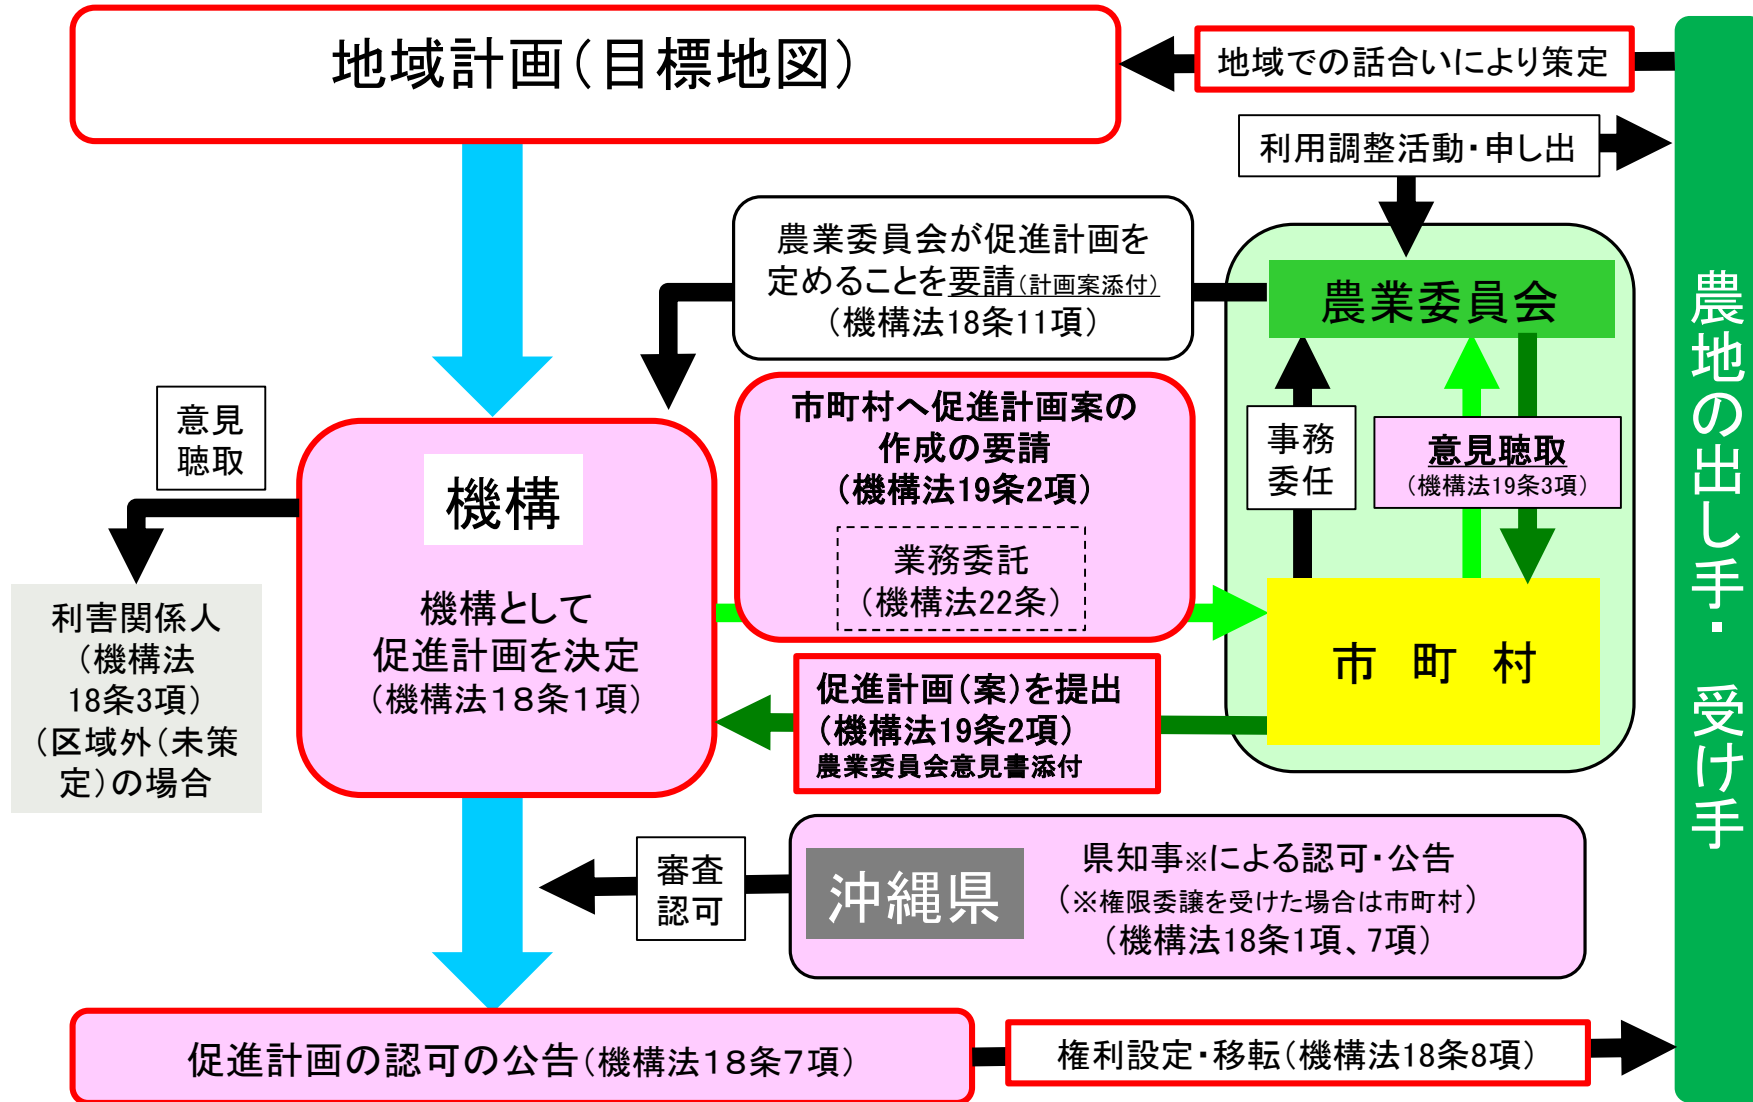 地域計画（目標地図）
地域での話合いにより策定
利用調整活動・申し出
農業委員会が促進計画を
定めることを要請（計画案添付）
（機構法18条11項）
農業委員会
農地の出し手・　受け手
市町村へ促進計画案の
作成の要請
（機構法19条2項）
業務委託
（機構法22条）
事務
委任
意見聴取
（機構法19条3項）
意見
聴取
機構
機構として
促進計画を決定
（機構法１８条１項）
利害関係人
（機構法
18条3項）
（区域外（未策
定）の場合
市　町　村
促進計画（案）を提出
（機構法19条2項）
農業委員会意見書添付
審査
認可
沖縄県
県知事※による認可・公告
（※権限委譲を受けた場合は市町村）
（機構法18条1項、7項）
促進計画の認可の公告（機構法１８条７項）
権利設定・移転（機構法18条8項）